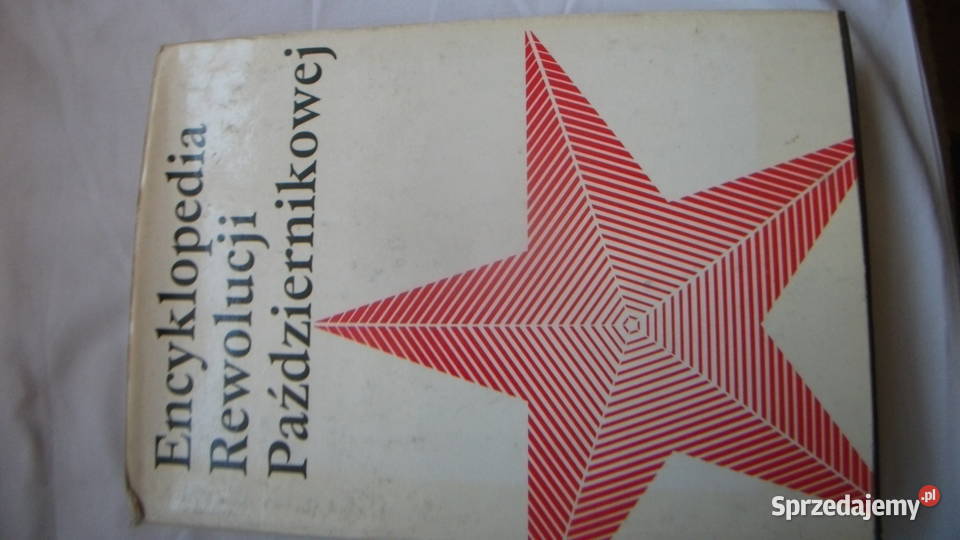 Encyklopedia
Rewolucji
Październikowej
Sprzedajemy.pl